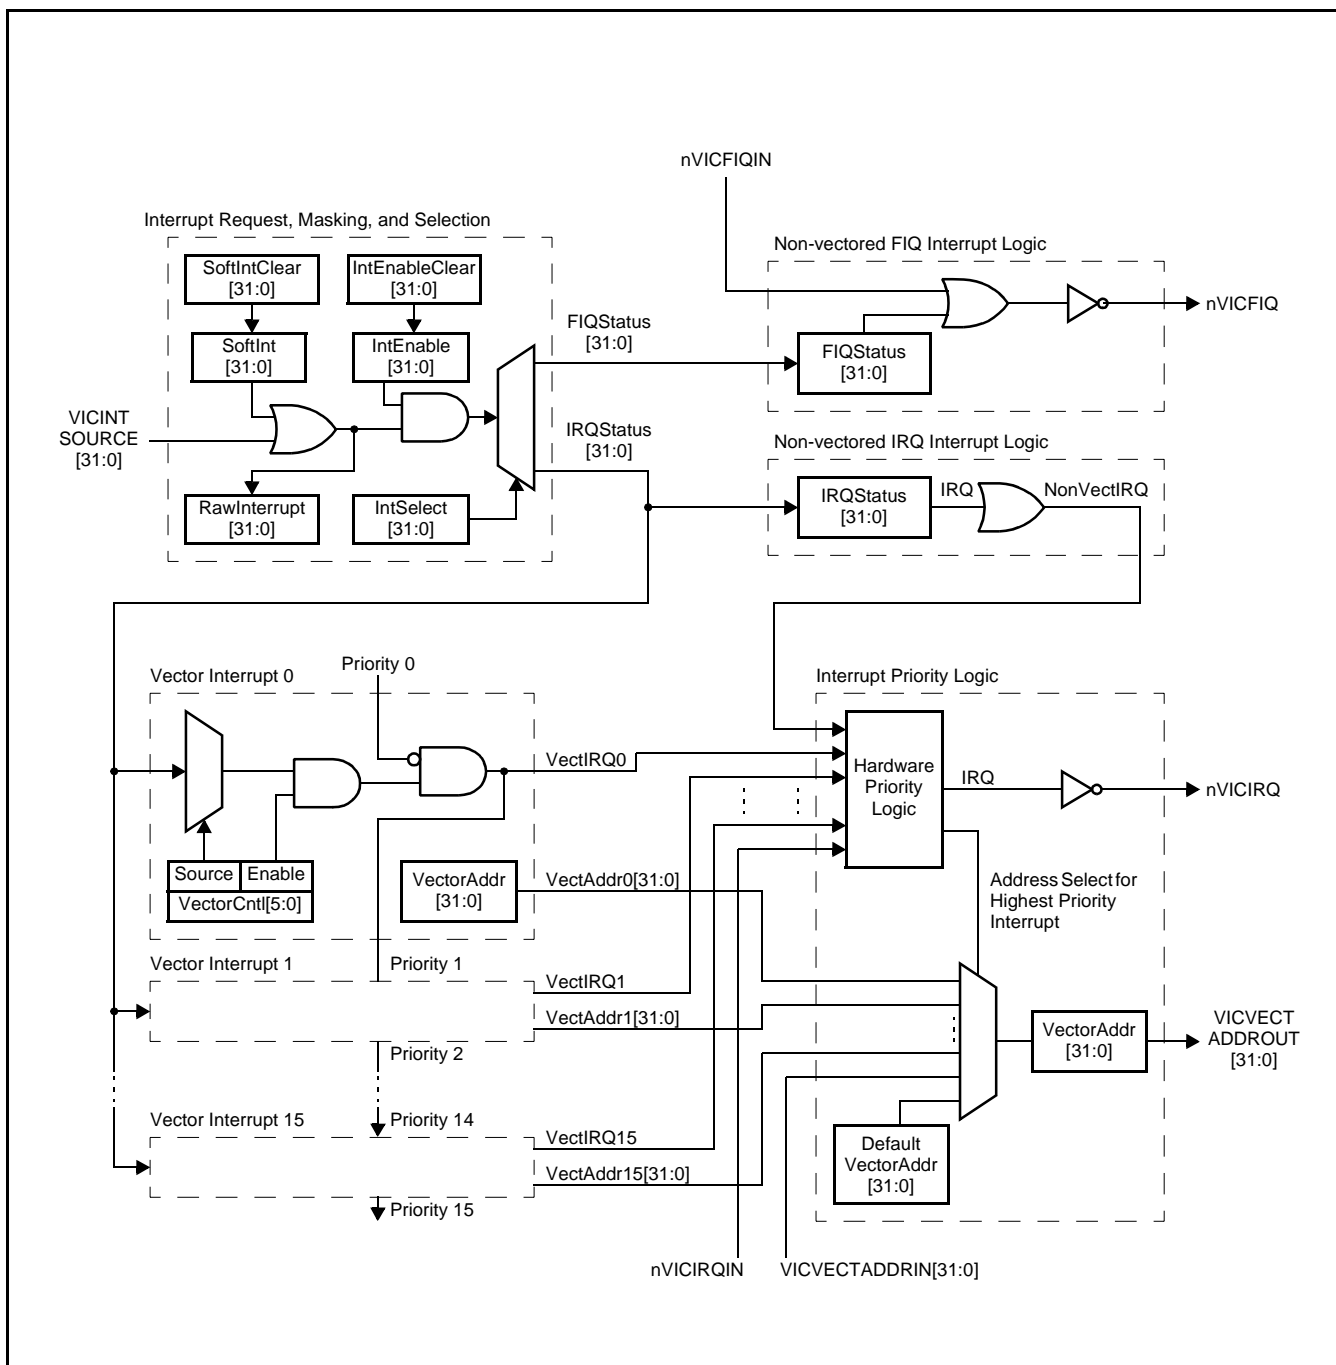 nVICFIQIN
Interrupt Request, Masking, and Selection
SoftIntClear
[31:0]
IntEnableClear
[31:0]
SoftInt
[31:0]
IntEnable
[31:0]
VICINT
SOURCE
[31:0]
RawInterrupt
[31:0]
IntSelect
[31:0]
FIQStatus
[31:0]
IRQStatus
[31:0]
Non-vectored FIQ Interrupt Logic
FIQStatus
[31:0]
nVICFIQ
Non-vectored IRQ Interrupt Logic
IRQStatus
[31:0]
IRQ
NonVectIRQ
Vector Interrupt 0
Priority 0
Source
Enable
VectorCntl[5:0]
VectorAddr
[31:0]
VectIRQ0
VectAddr0[31:0]
Vector Interrupt 1
Priority 1
VectIRQ1
VectAddr1[31:0]
Priority 2
Vector Interrupt 15
Priority 14
VectIRQ15
VectAddr15[31:0]
Priority 15
Interrupt Priority Logic
Hardware
Priority
Logic
IRQ
nVICIRQ
Address Select for
Highest Priority
Interrupt
VectorAddr
[31:0]
VICVECT
ADDROUT
[31:0]
Default
VectorAddr
[31:0]
nVICIRQIN
VICVECTADDRIN[31:0]